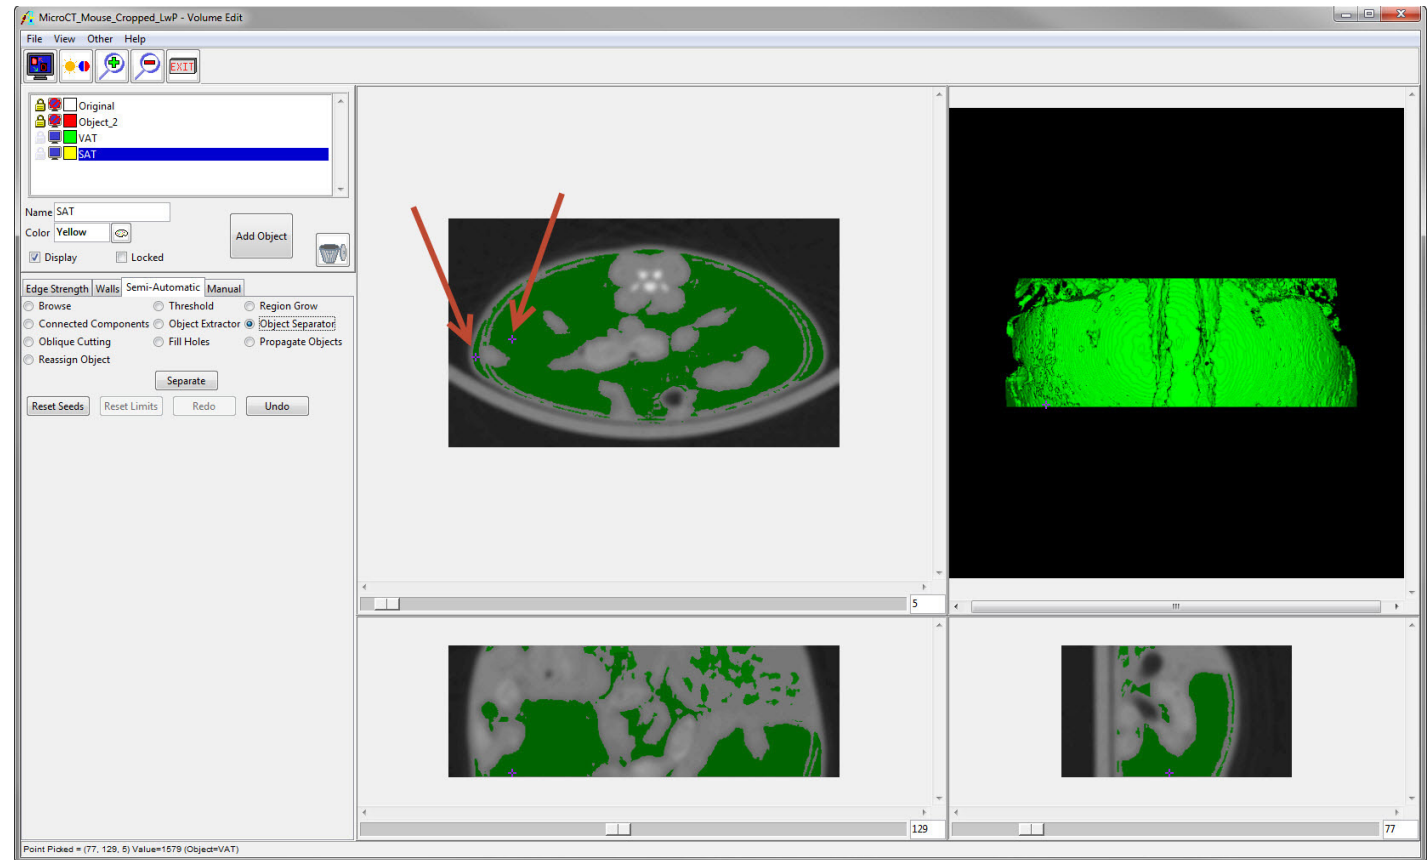 MicroCT_Mouse_Cropped_LwP - Volume Edit
File View Other Help
EXIT
Original
Object_2
VAT
SAT
Name SAT
Color Yellow
Add Object
Display Locked
Edge Strength Walls Semi-Automatic Manual
Browse Threshold Region Grow
Connected Components Object Extractor Object Separator
Oblique Cutting Fill Holes Propagate Objects
Reassign Object
Separate
Reset Seeds Reset Limits Redo Undo
5
129
77
Point Picked = (77, 129, 5) Value=1579 (Object=VAT)